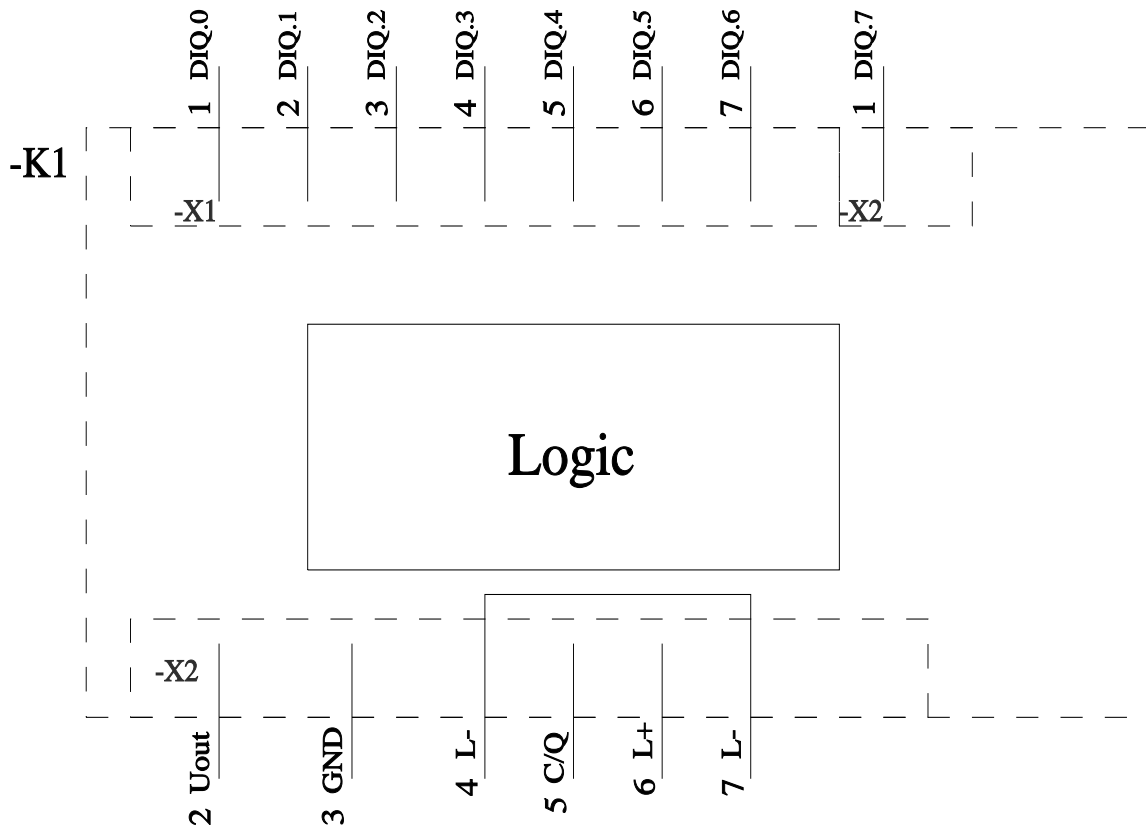 1 DIQ.0
2 DIQ.1
3 DIQ.2
4 DIQ.3
5 DIQ.4
6 DIQ.5
7 DIQ.6
1 DIQ.7
-K1
-X1
-X2
Logic
-X2
2 Uout
3 GND
4 L-
5 C/Q
6 L+
7 L-